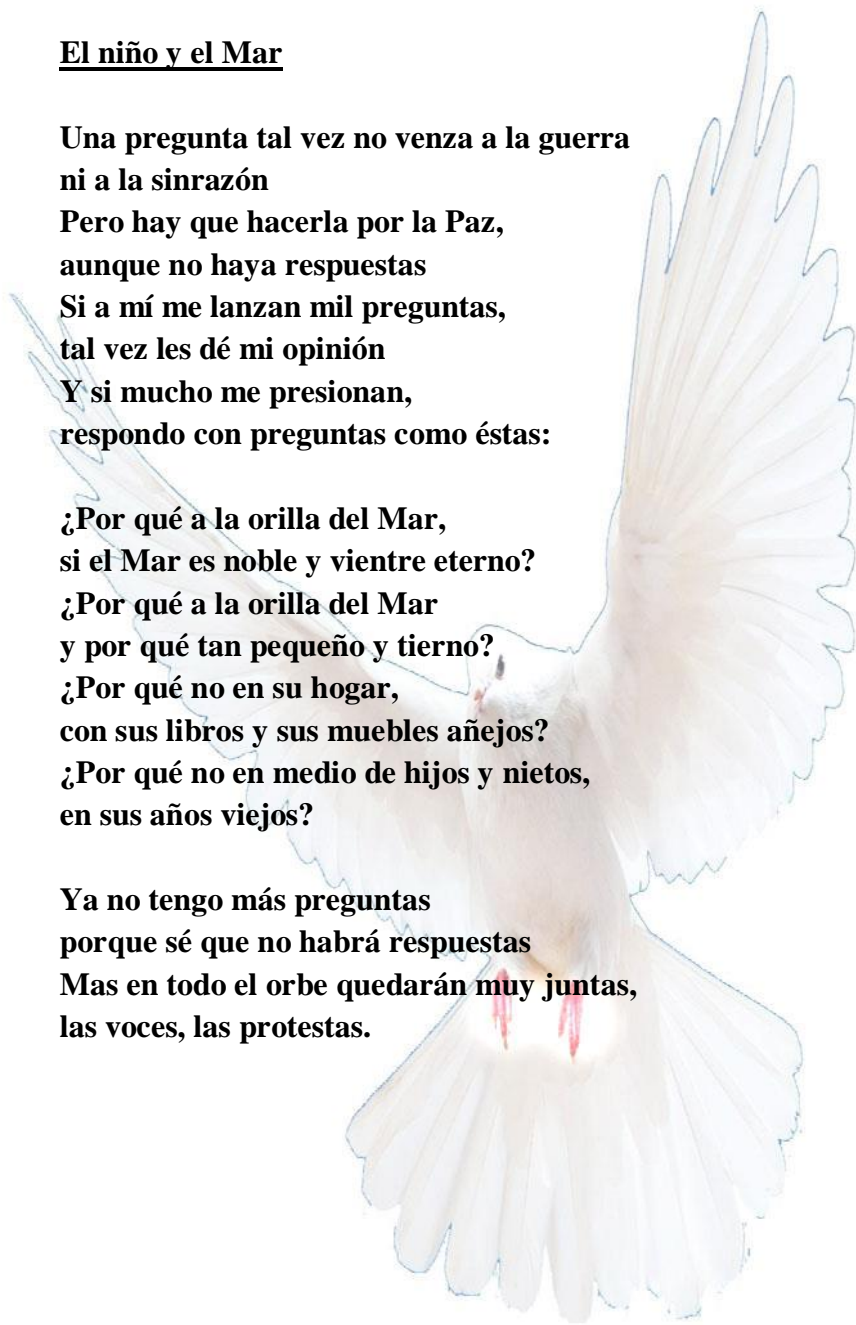 El niño y el Mar
Una pregunta tal vez no venza a la guerra
ni a la sinrazón
Pero hay que hacerla por la Paz,
aunque no haya respuestas
Si a mí me lanzan mil preguntas,
tal vez les dé mi opinión
Y si mucho me presionan,
respondo con preguntas como éstas:
¿Por qué a la orilla del Mar,
si el Mar es noble y vientre eterno?
¿Por qué a la orilla del Mar
y por qué tan pequeño y tierno?
¿Por qué no en su hogar,
con sus libros y sus muebles añejos?
¿Por qué no en medio de hijos y nietos,
en sus años viejos?
Ya no tengo más preguntas
porque sé que no habrá respuestas
Mas en todo el orbe quedarán muy juntas,
las voces, las protestas.